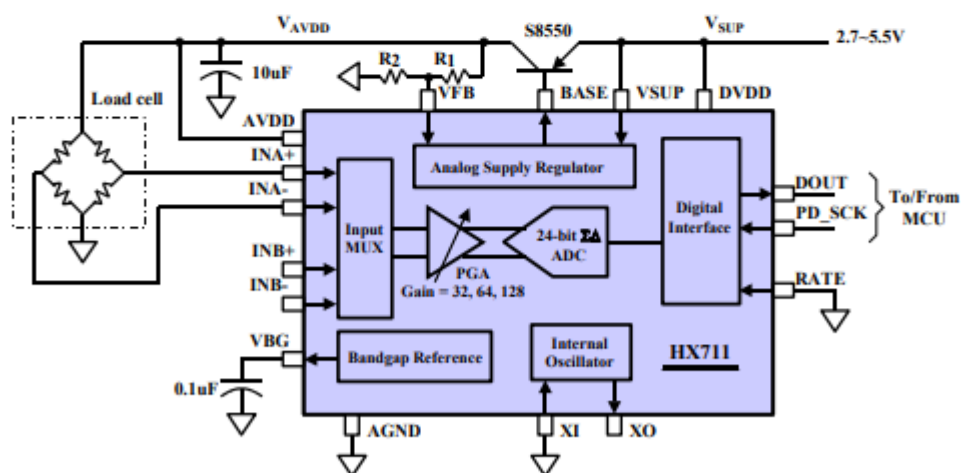 VAVDD
S8550
VSUP
2.7~5.5V
10uF
R2
R1
VFB
BASE
VSUP
DVDD
Load cell
AVDD
INA+
INA-
INB+
INB-
VBG
0.1uF
Analog Supply Regulator
Input
MUX
PGA
Gain = 32, 64, 128
24-bit ΣΔ
ADC
Digital
Interface
DOUT
PD_SCK
To/From
MCU
RATE
Bandgap Reference
Internal
Oscillator
HX711
AGND
XI
XO